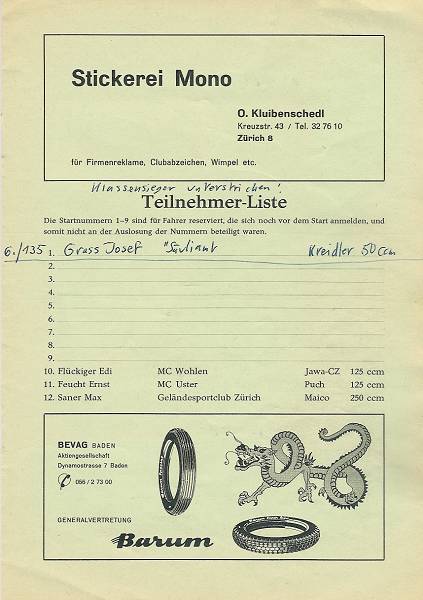 Stickerei Mono
O. Kluibenschedl
Kreuzstr. 43 / Tel. 32 76 10
Zürich 8
für Firmenreklame, Clubabzeichen, Wimpel etc.
Klassensieger unterstrichen!
Teilnehmer-Liste
Die Startnummern 1–9 sind für Fahrer reserviert, die sich noch vor dem Start anmelden, und
somit nicht an der Auslosung der Nummern beteiligt waren.
6./135 1. Grass Josef Kreidler 50 ccm
2.
3.
4.
5.
6.
7.
8.
9.
10. Flückiger Edi MC Wohlen Jawa-CZ 125 ccm
11. Feucht Ernst MC Uster Puch 125 ccm
12. Saner Max Geländesportclub Zürich Maico 250 ccm
BEVAG BADEN
Aktiengesellschaft
Dynamostrasse 7 Baden
056 / 2 73 00
GENERALVERTRETUNG
Barum